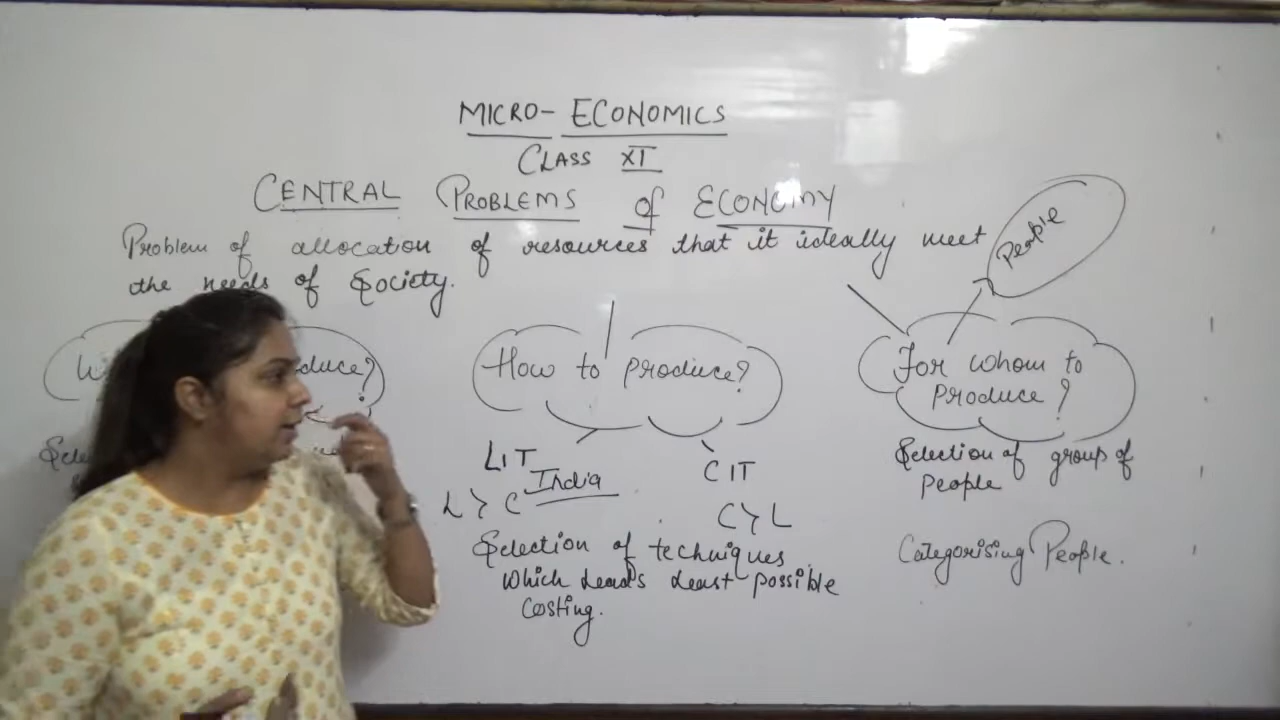 MICRO- ECONOMICS
CLASS XI
CENTRAL PROBLEMS of ECONOMY
Problem of allocation of resources that it ideally meet
the needs of Society.
People
duce?
How to produce?
For whom to
Produce ?
LIT
India
L > C
CIT
C > L
Selection of techniques
which leads least possible
costing.
Selection of group of
People
Categorising People.